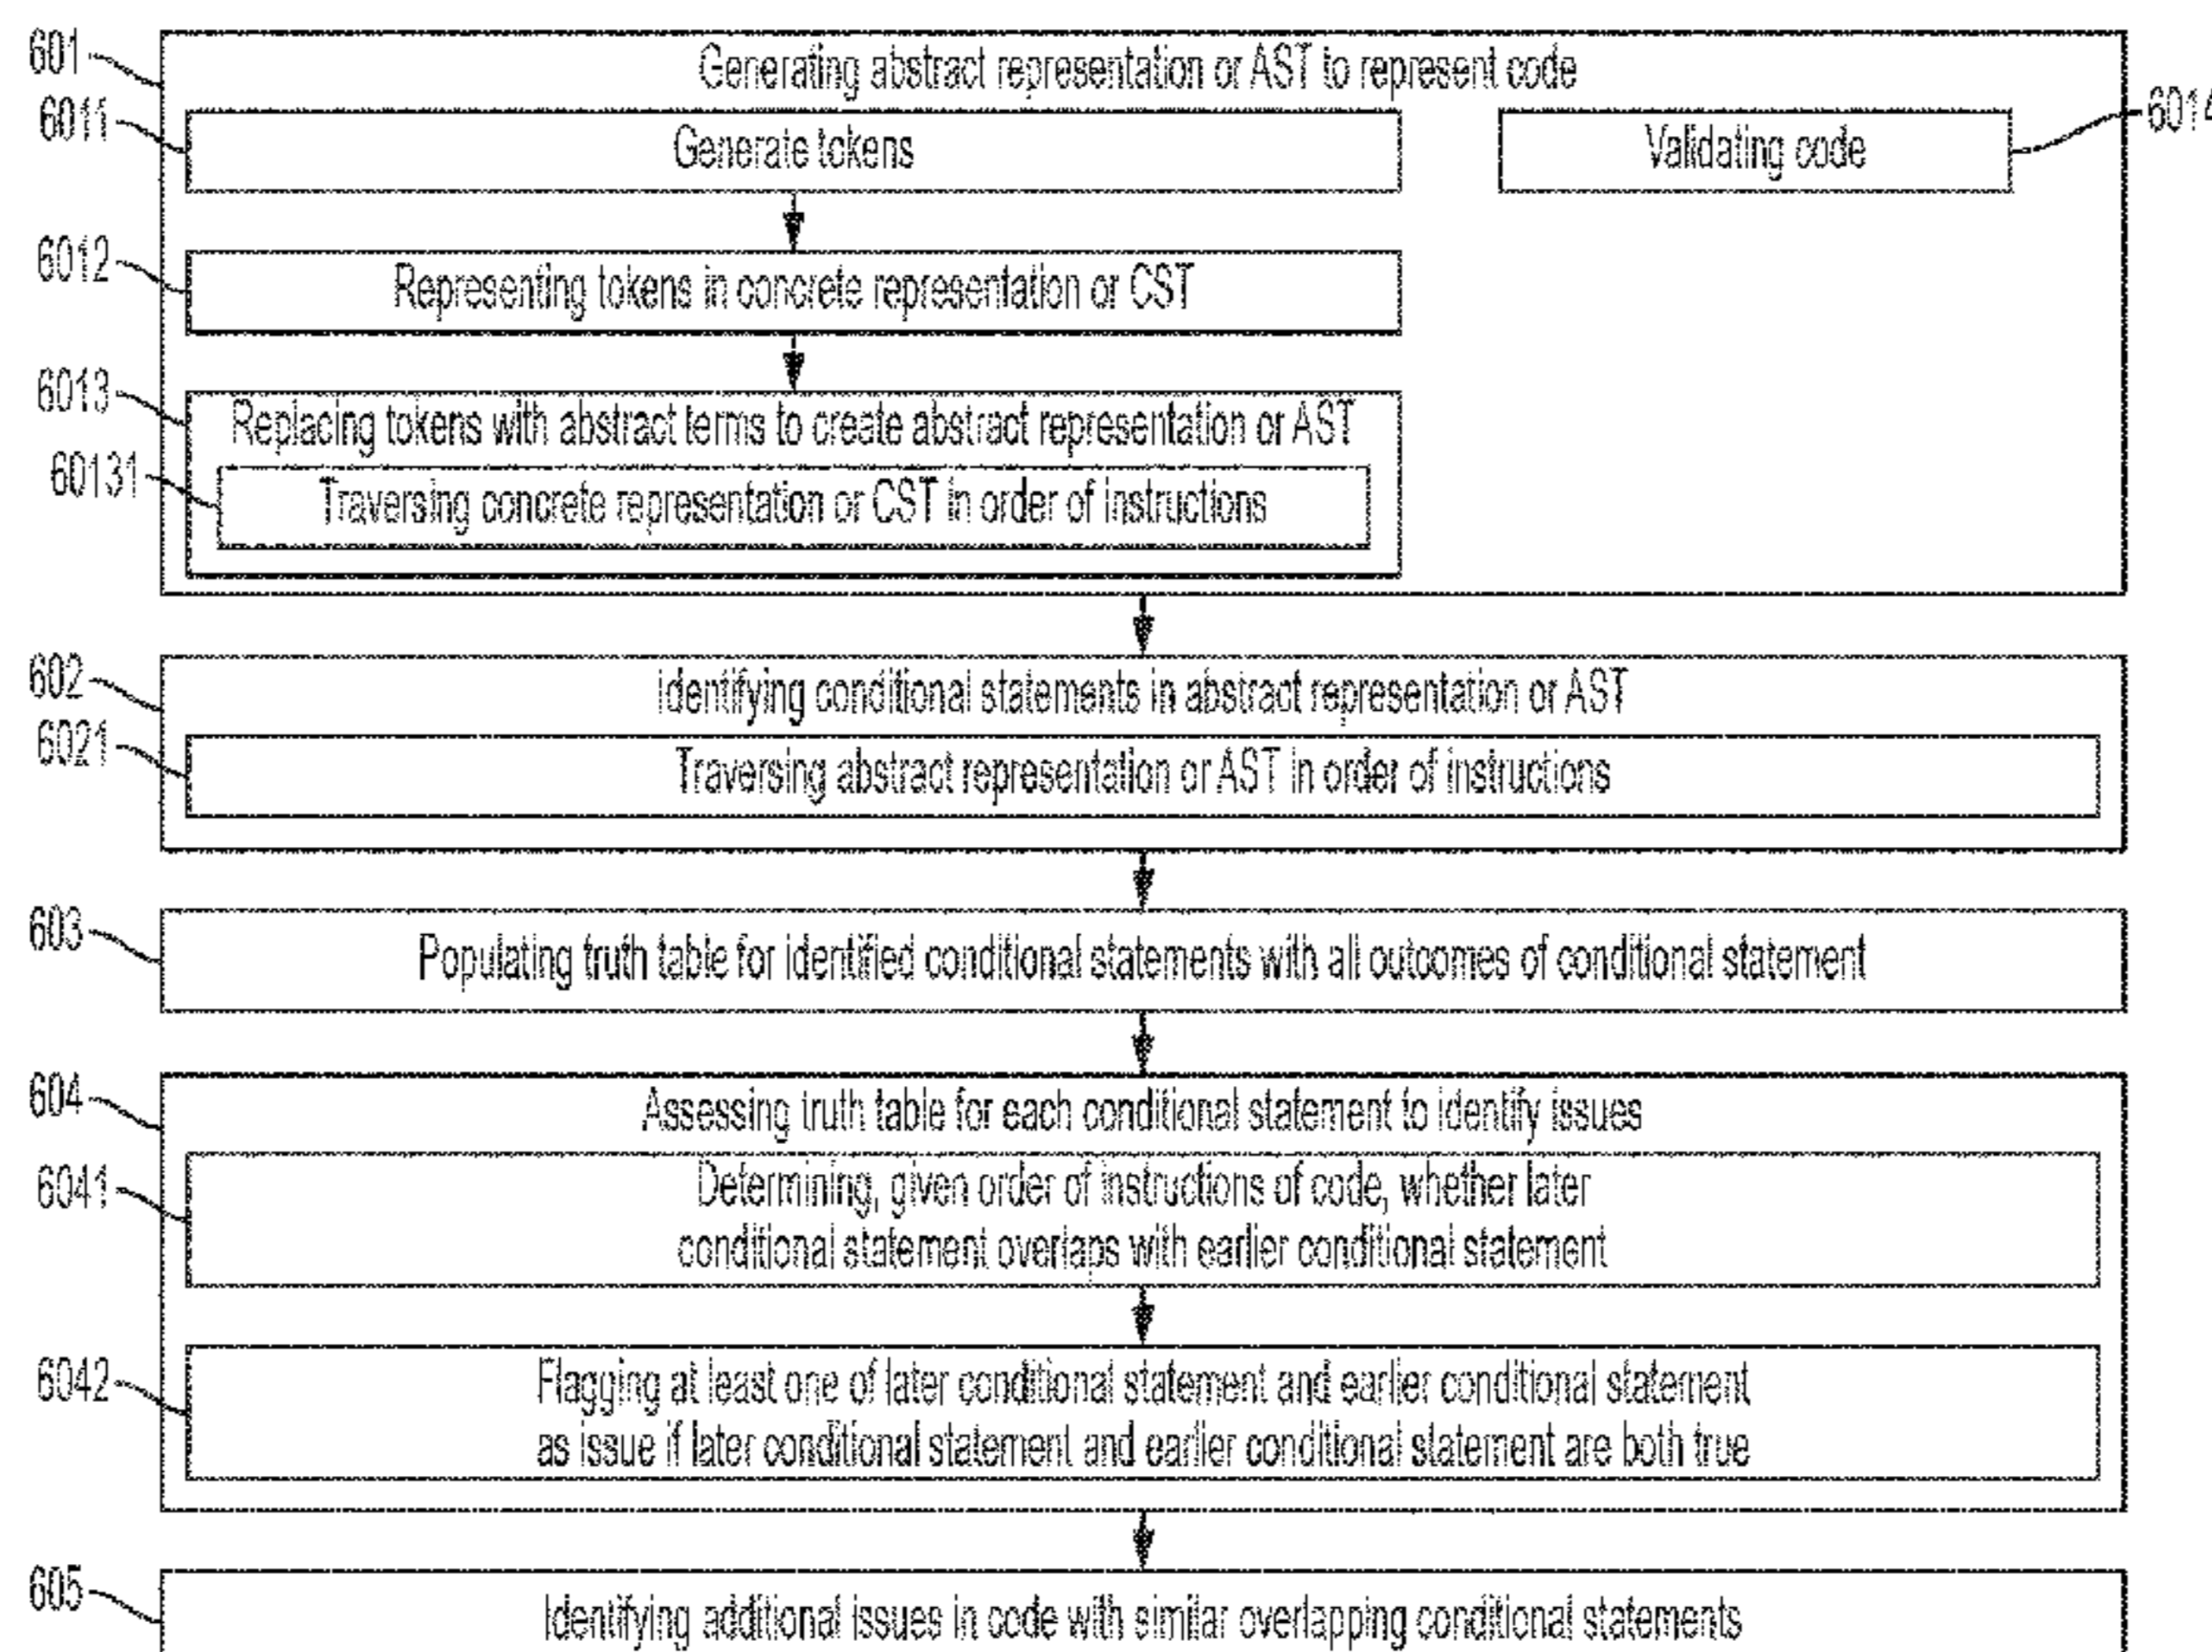 601
Generating abstract representation or AST to represent code
6011
Generate tokens
Validating code
6014
6012
Representing tokens in concrete representation or CST
6013
Replacing tokens with abstract terms to create abstract representation or AST
60131
Traversing concrete representation or CST in order of instructions
602
Identifying conditional statements in abstract representation or AST
6021
Traversing abstract representation or AST in order of instructions
603
Populating truth table for identified conditional statements with all outcomes of conditional statement
604
Assessing truth table for each conditional statement to identify issues
6041
Determining, given order of instructions of code, whether later
conditional statement overlaps with earlier conditional statement
6042
Flagging at least one of later conditional statement and earlier conditional statement
as issue if later conditional statement and earlier conditional statement are both true
605
Identifying additional issues in code with similar overlapping conditional statements